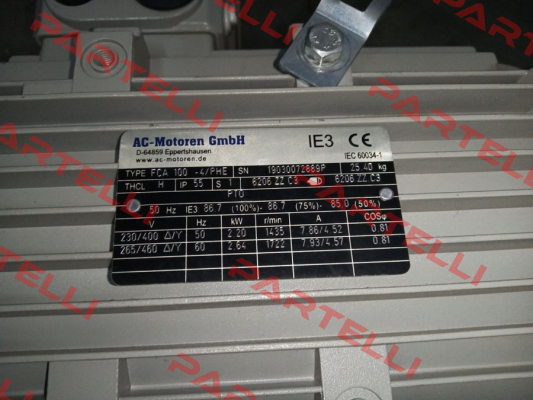 AC-Motoren GmbH
D-64859 Eppertshausen
www.ac-motoren.de
IE3 CE
IEC 60034-1
TYPE FCA 100 -4/PHE SN 19030072889P 25.40 kg
THCL H IP 55 S 1 6206 ZZ C3 6206 ZZ C3
PTO
50 Hz IE3 86.7 (100%)- 86.7 (75%)- 85.0 (50%)
V Hz kW r/min A COSφ
230/400 Δ/Y 50 2.20 1435 7.86/4.52 0.81
265/460 Δ/Y 60 2.64 1722 7.93/4.57 0.81
PARTELLI
PARTELLI
PARTELLI
PARTELLI
PARTELLI
PARTELLI